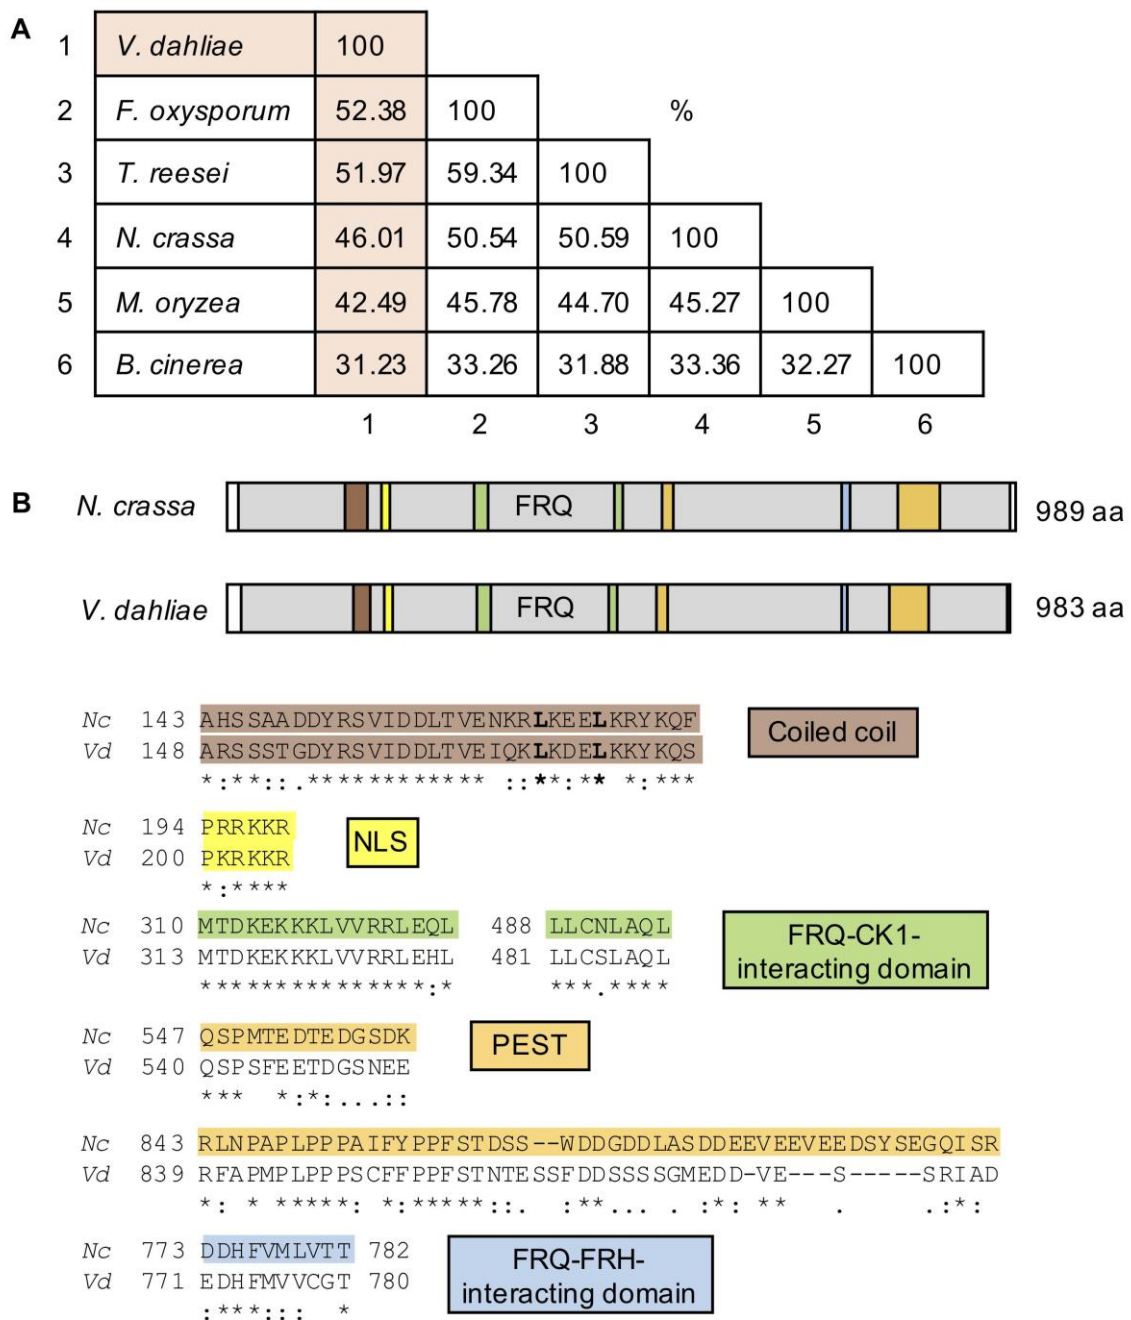 A
1 V. dahliae 100
2 F. oxysporum 52.38 100 %
3 T. reesei 51.97 59.34 100
4 N. crassa 46.01 50.54 50.59 100
5 M. oryzea 42.49 45.78 44.70 45.27 100
6 B. cinerea 31.23 33.26 31.88 33.36 32.27 100
1 2 3 4 5 6
B N. crassa FRQ 989 aa
V. dahliae FRQ 983 aa
Nc 143 AHSSAADDYRSVIDDLTVENKRLKEELKRYKQF
Vd 148 ARSSSTGDYRSVIDDLTVEIQKLKDELKKYKQS
*:**::.************ ::**:** *:***
Coiled coil
Nc 194 PRRKKR
Vd 200 PKRKKR
*:****
NLS
Nc 310 MTDKEKKKLVVRRLEQL 488 LLCNLAQL
Vd 313 MTDKEKKKLVVRRLEHL 481 LLCSLAQL
***************:* ***.****
FRQ-CK1-
interacting domain
Nc 547 QSPMTEDTEDGSDK
Vd 540 QSPSFEETDGSNEE
*** *:*:...::
PEST
Nc 843 RLNPAPLPPPAIFYPPFSTDSS--WDDGDDLASDDEEVEEVEEDSYSEGQISR
Vd 839 RFAPMPLPPPSCFFPPFSTNTESSFDDSSSSGMEDD-VE---S-----SRIAD
*: * *****: *:*****::. :**... . :*: ** . .:*:
Nc 773 DDHFVMLVTT 782
Vd 771 EDHFMVVCGT 780
:***::: *
FRQ-FRH-
interacting domain